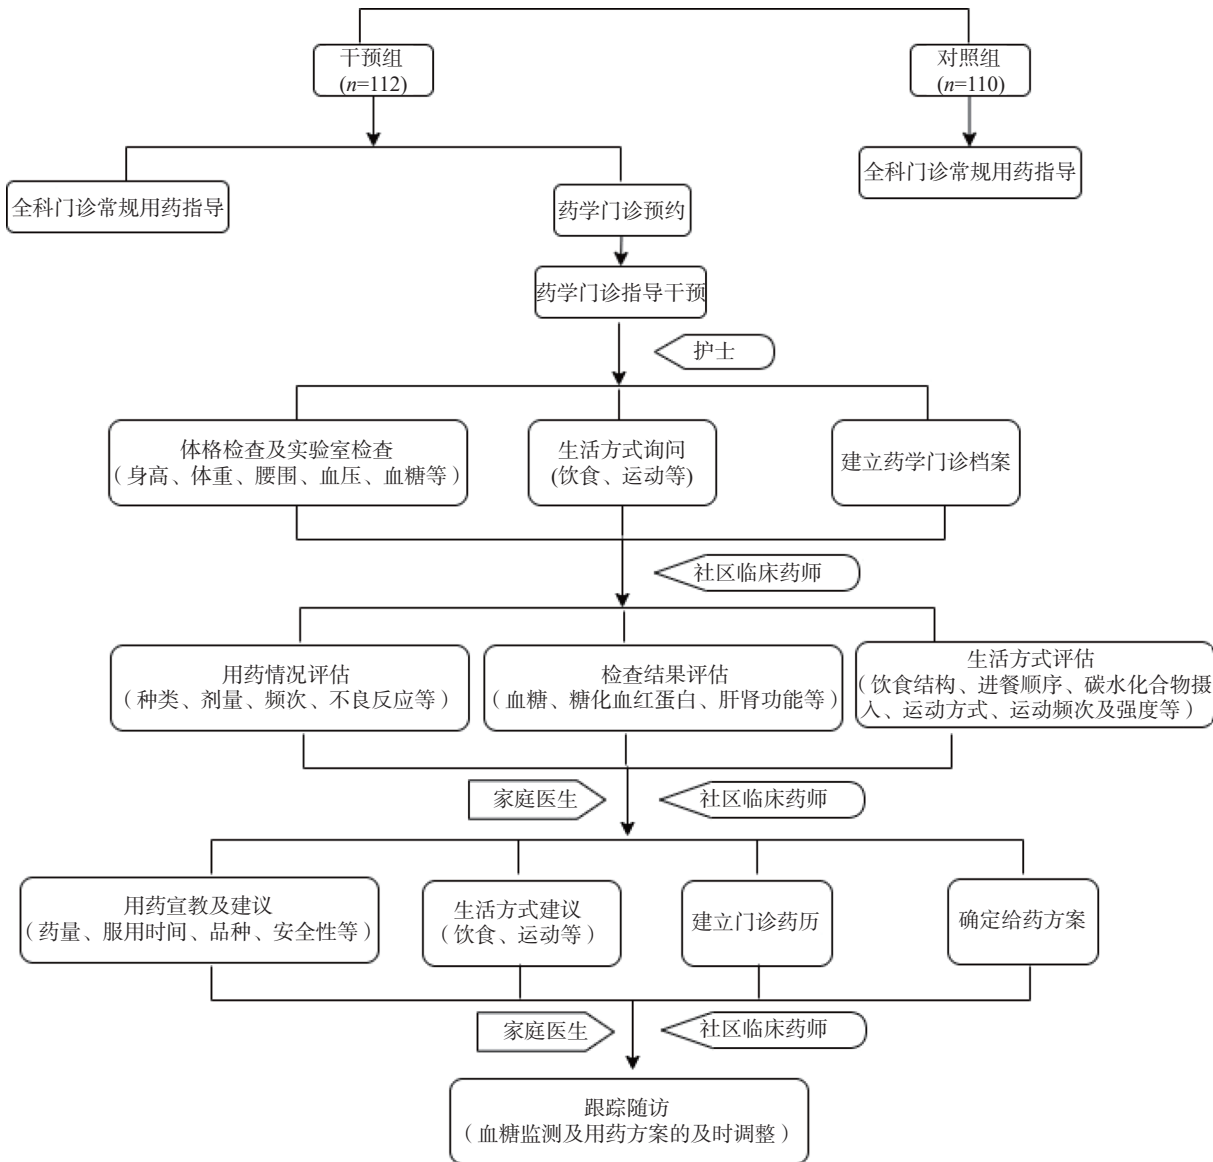 干预组
(n=112)
对照组
(n=110)
全科门诊常规用药指导
全科门诊常规用药指导
药学门诊预约
药学门诊指导干预
护士
体格检查及实验室检查
（身高、体重、腰围、血压、血糖等）
生活方式询问
(饮食、运动等)
建立药学门诊档案
社区临床药师
用药情况评估
（种类、剂量、频次、不良反应等）
检查结果评估
（血糖、糖化血红蛋白、肝肾功能等）
生活方式评估
（饮食结构、进餐顺序、碳水化合物摄
入、运动方式、运动频次及强度等）
家庭医生
社区临床药师
用药宣教及建议
（药量、服用时间、品种、安全性等）
生活方式建议
（饮食、运动等）
建立门诊药历
确定给药方案
家庭医生
社区临床药师
跟踪随访
（血糖监测及用药方案的及时调整）